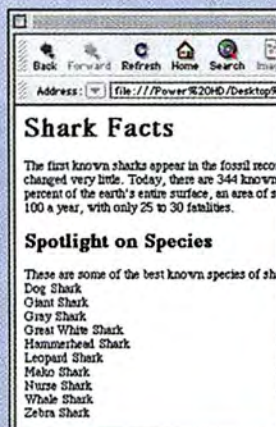 Back Forward Refresh Home Search
Address: file:///Power%20HD/Desktop%
Shark Facts
The first known sharks appear in the fossil reco
changed very little. Today, there are 344 known
percent of the earth's entire surface, an area of s
100 a year, with only 25 to 30 fatalities.
Spotlight on Species
These are some of the best known species of sh
Dog Shark
Giant Shark
Gray Shark
Great White Shark
Hammerhead Shark
Leopard Shark
Mako Shark
Nurse Shark
Whale Shark
Zebra Shark